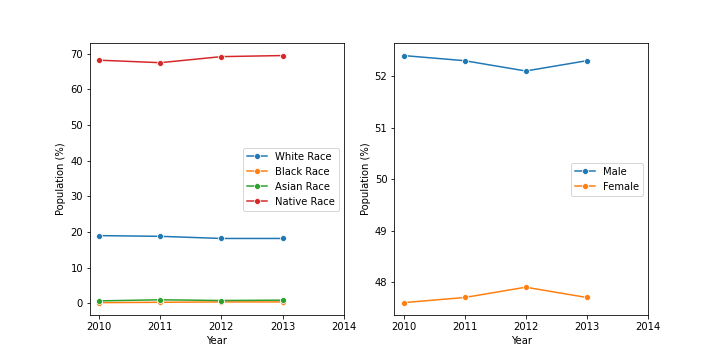 70
60
50
40
30
20
10
0
Population (%)
White Race
Black Race
Asian Race
Native Race
2010 2011 2012 2013 2014
Year
52
51
50
49
48
Population (%)
Male
Female
2010 2011 2012 2013 2014
Year